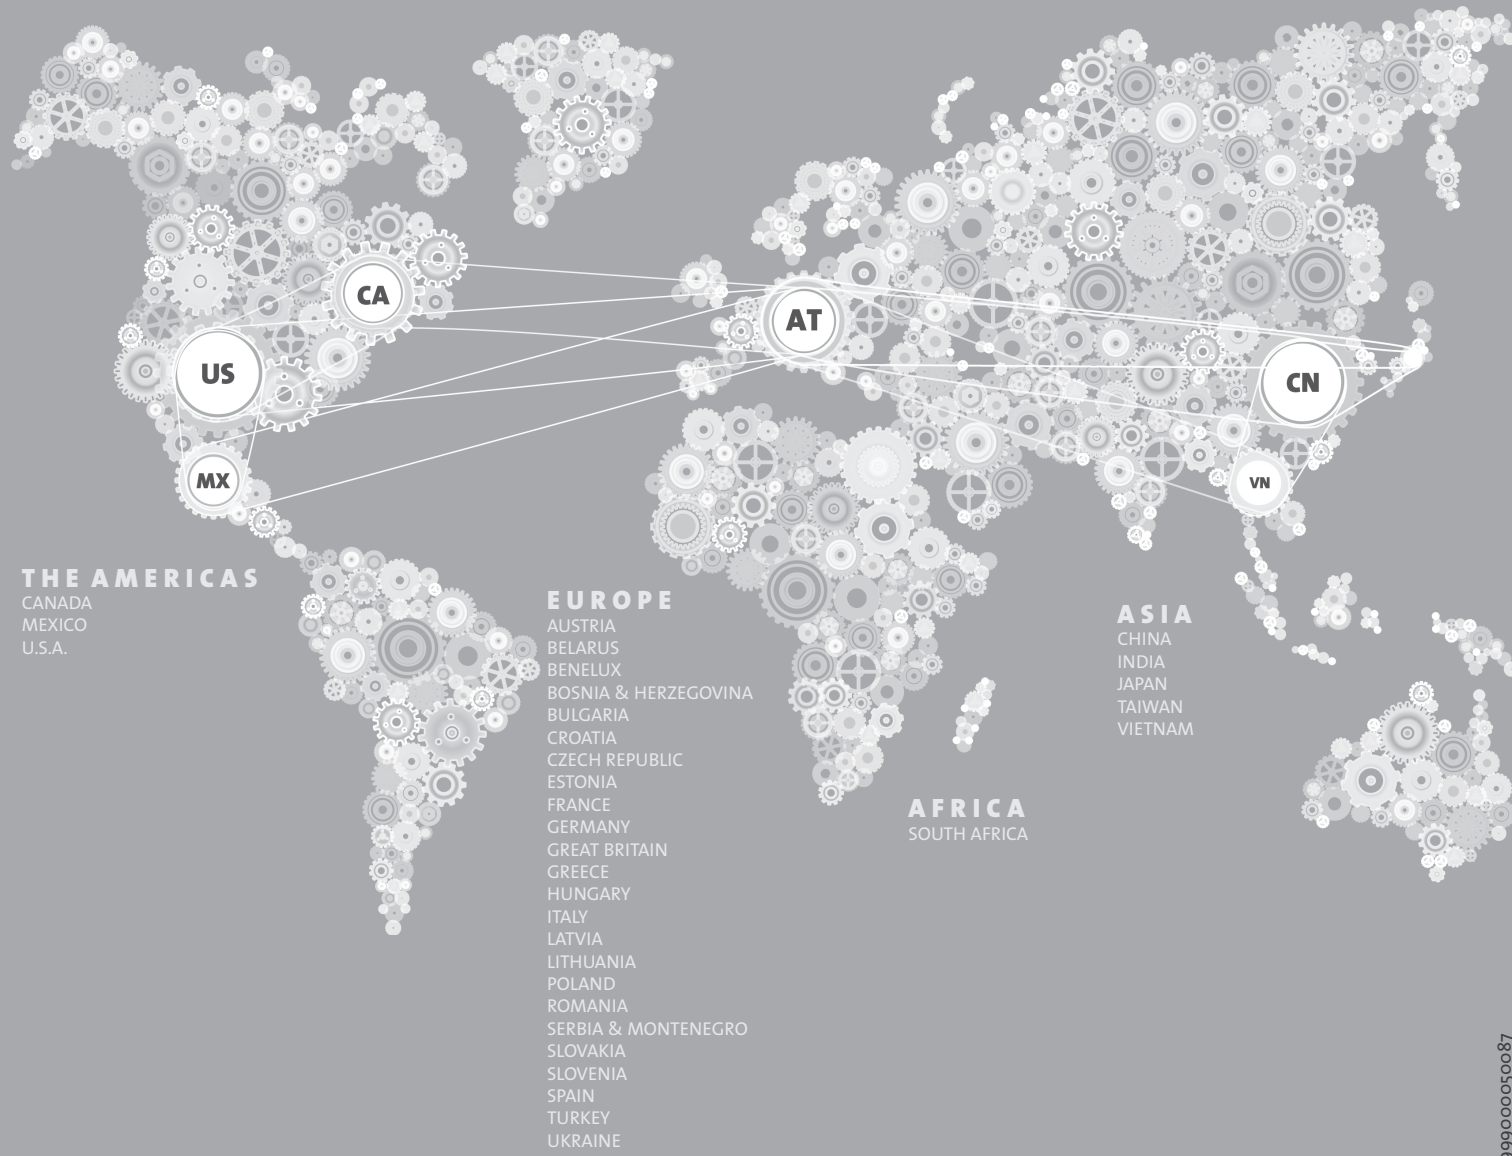 CA
AT
US
CN
MX
VN
THE AMERICAS
CANADA
MEXICO
U.S.A.
EUROPE
AUSTRIA
BELARUS
BENELUX
BOSNIA & HERZEGOVINA
BULGARIA
CROATIA
CZECH REPUBLIC
ESTONIA
FRANCE
GERMANY
GREAT BRITAIN
GREECE
HUNGARY
ITALY
LATVIA
LITHUANIA
POLAND
ROMANIA
SERBIA & MONTENEGRO
SLOVAKIA
SLOVENIA
SPAIN
TURKEY
UKRAINE
AFRICA
SOUTH AFRICA
ASIA
CHINA
INDIA
JAPAN
TAIWAN
VIETNAM